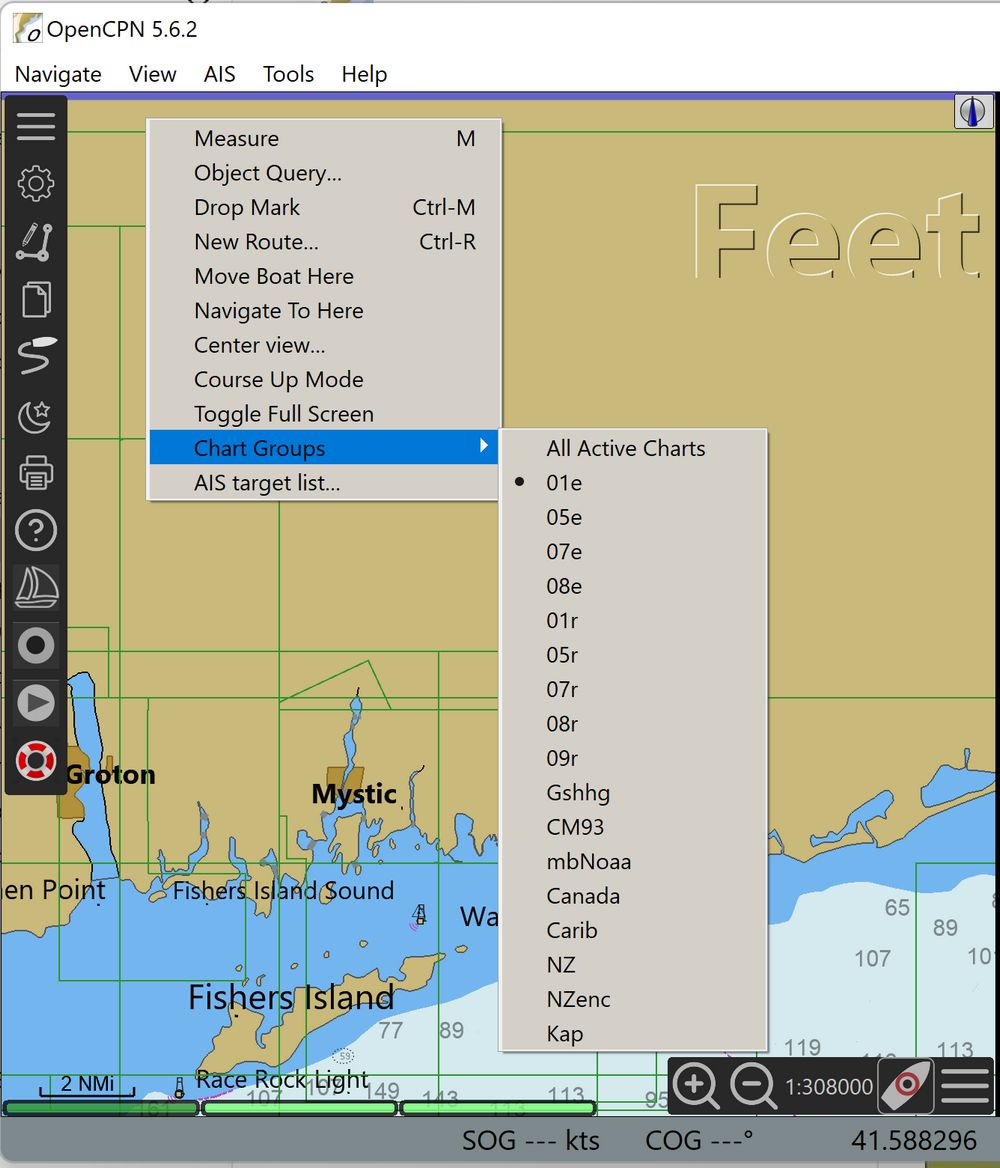 OpenCPN 5.6.2
Navigate View AIS Tools Help
Feet
Measure M
Object Query...
Drop Mark Ctrl-M
New Route... Ctrl-R
Move Boat Here
Navigate To Here
Center view...
Course Up Mode
Toggle Full Screen
Chart Groups
AIS target list...
All Active Charts
01e
05e
07e
08e
01r
05r
07r
08r
09r
Gshhg
CM93
mbNoaa
Canada
Carib
NZ
NZenc
Kap
Groton
Mystic
en Point
Fishers Island Sound
Wa
65
89
107
10
Fishers Island
77 89
59
119
113
Race Rock Light
2 NMi
107
149
143
113
95
161
1:308000
SOG --- kts COG ---° 41.588296